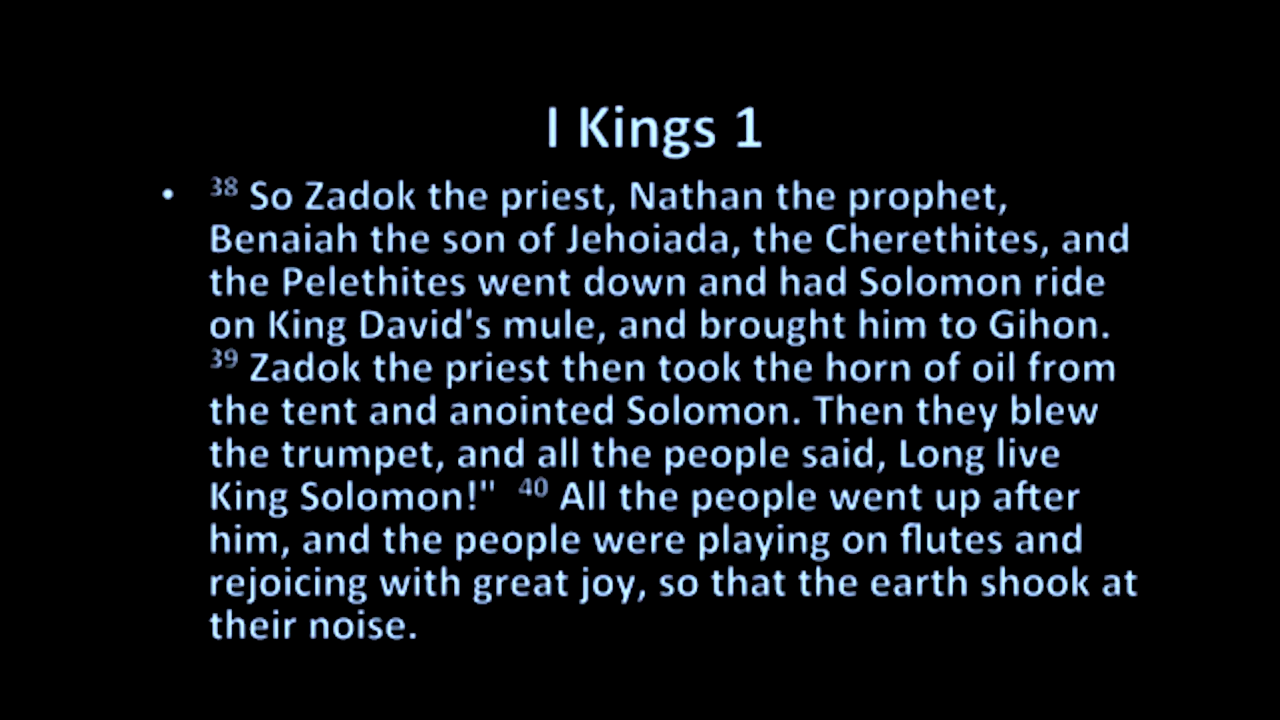 I Kings 1
• 38 So Zadok the priest, Nathan the prophet,
Benaiah the son of Jehoiada, the Cherethites, and
the Pelethites went down and had Solomon ride
on King David's mule, and brought him to Gihon.
39 Zadok the priest then took the horn of oil from
the tent and anointed Solomon. Then they blew
the trumpet, and all the people said, Long live
King Solomon!" 40 All the people went up after
him, and the people were playing on flutes and
rejoicing with great joy, so that the earth shook at
their noise.